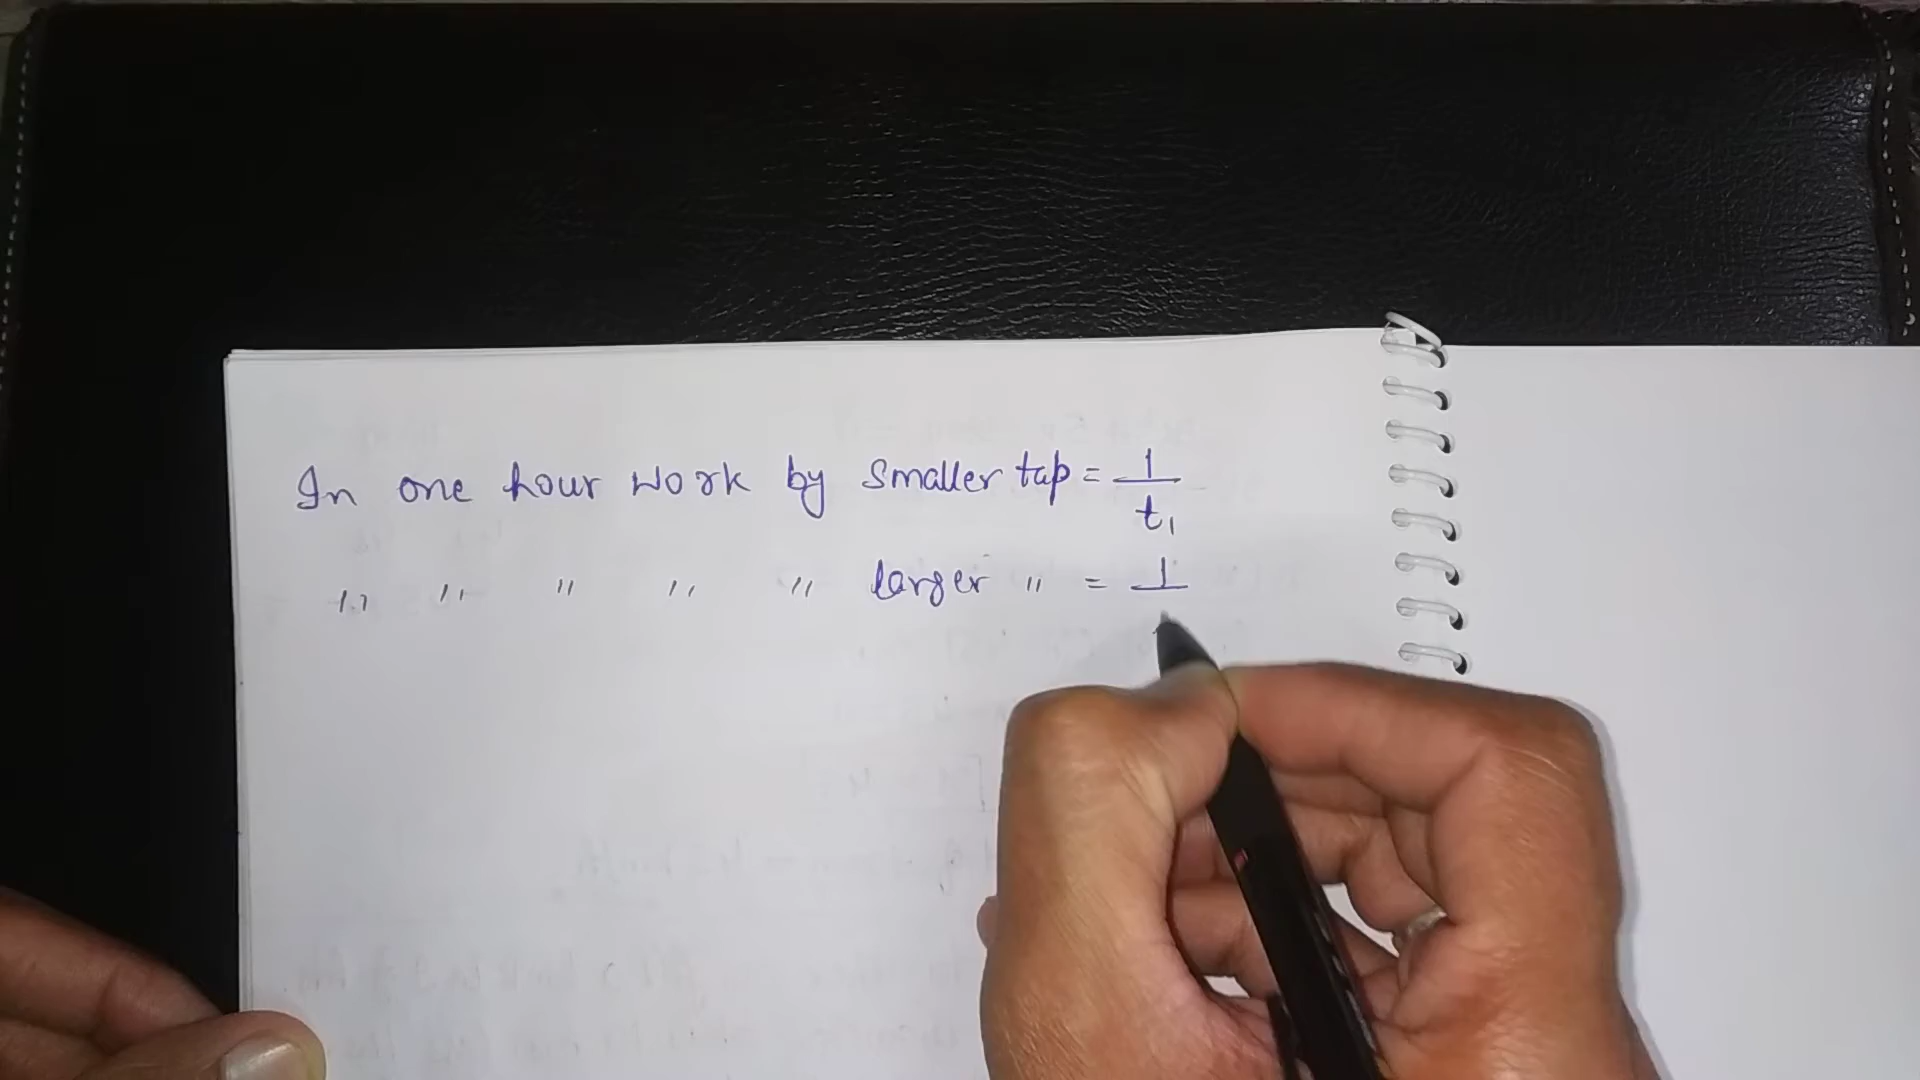 In one hour work by smaller tap = 1/t₁
" " " " " larger " = 1/